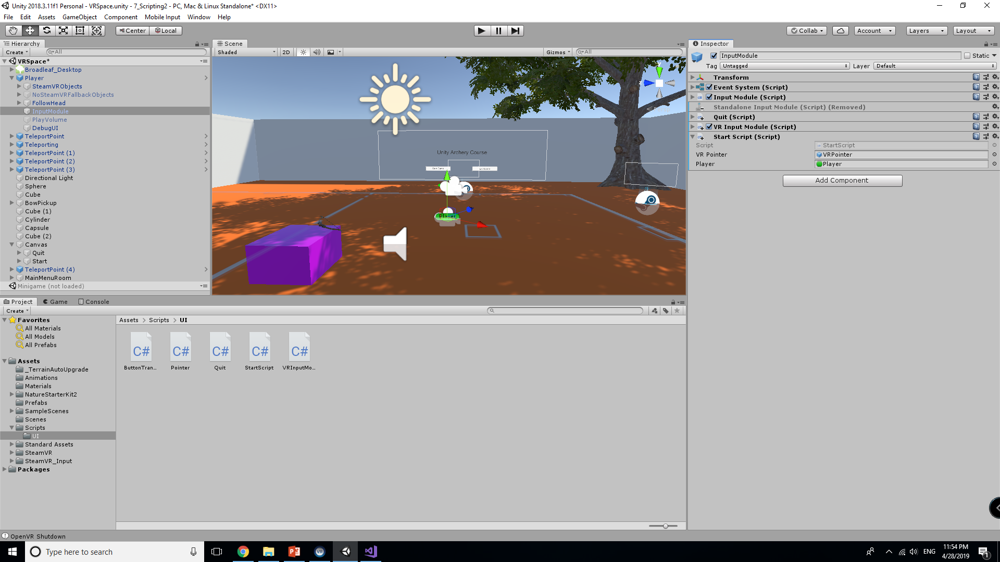 Unity 2018.3.11f1 Personal - VRSpace.unity - 7_Scripting2 - PC, Mac & Linux Standalone* <DX11>
File Edit Assets GameObject Component Mobile Input Window Help
Center Local Collab Account Layers Layout
Hierarchy
Create All
VRSpace*
Broadleaf_Desktop
Player
SteamVRObjects
NoSteamVRFallbackObjects
FollowHead
InputModule
PlayVolume
DebugUI
TeleportPoint
Teleporting
TeleportPoint (1)
TeleportPoint (2)
TeleportPoint (3)
Directional Light
Sphere
Cube
BowPickup
Cube (1)
Cylinder
Capsule
Cube (2)
Canvas
Quit
Start
TeleportPoint (4)
MainMenuRoom
Minigame (not loaded)
Scene
Shaded 2D Gizmos All
y
z
Unity Archery Course
Start Game Exit Game
Player
Inspector
InputModule Static
Tag Untagged Layer Default
Transform
Event System (Script)
Input Module (Script)
Standalone Input Module (Script) (Removed)
Quit (Script)
VR Input Module (Script)
Start Script (Script)
Script StartScript
VR Pointer VRPointer
Player Player
Add Component
Project Game Console
Create
Favorites
All Materials
All Models
All Prefabs
Assets
_TerrainAutoUpgrade
Animations
Materials
NatureStarterKit2
Prefabs
SampleScenes
Scenes
Scripts
UI
Standard Assets
SteamVR
SteamVR_Input
Packages
Assets > Scripts > UI
C# C# C# C# C#
ButtonTran... Pointer Quit StartScript VRInputMo...
OpenVR Shutdown
Type here to search
VR
ENG
11:54 PM
4/28/2019
1